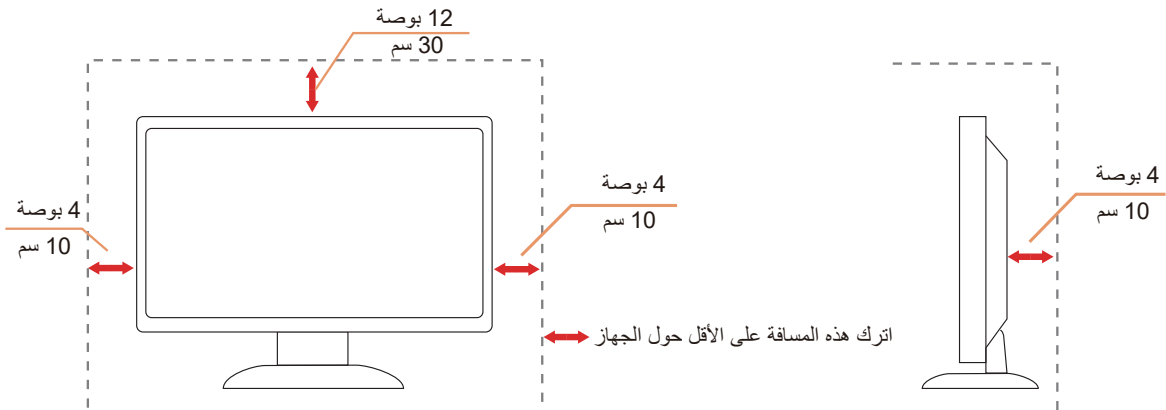 12 بوصة
30 سم
4 بوصة
10 سم
4 بوصة
10 سم
4 بوصة
10 سم
اترك هذه المسافة على الأقل حول الجهاز